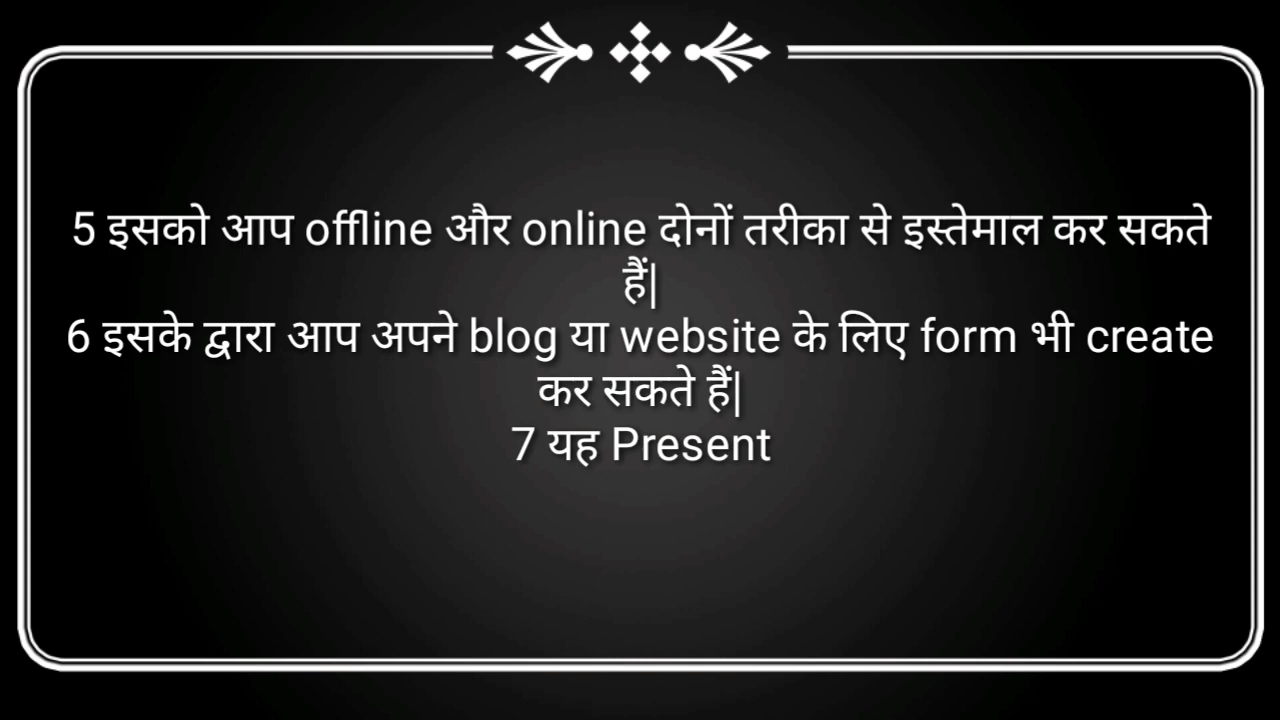 5 इसको आप offline और online दोनों तरीका से इस्तेमाल कर सकते
हैं|
6 इसके द्वारा आप अपने blog या website के लिए form भी create
कर सकते हैं|
7 यह Present